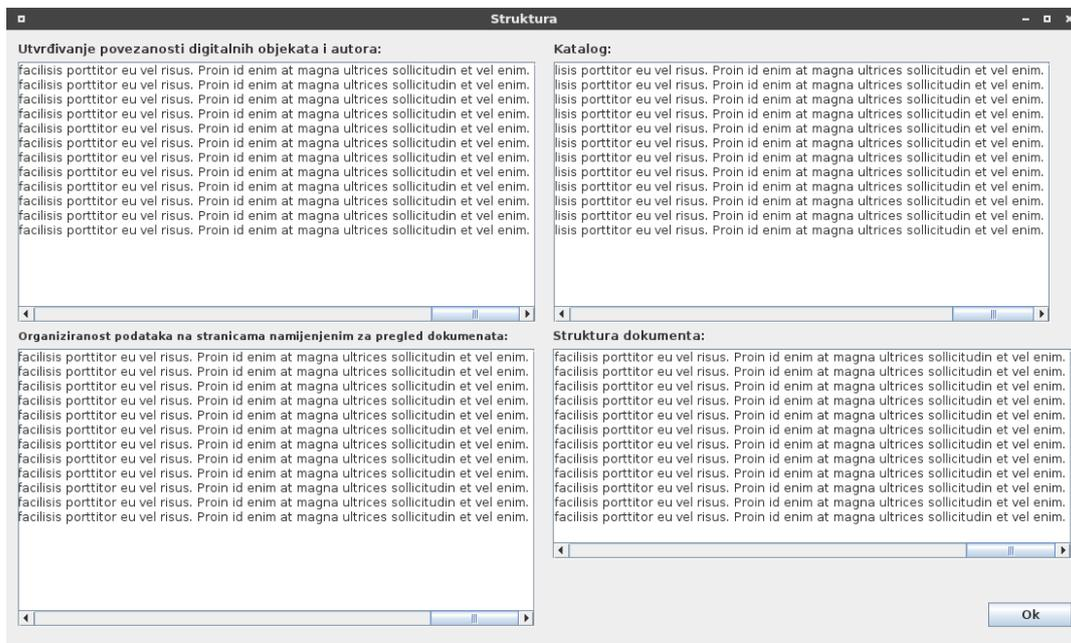 Struktura
Utvrđivanje povezanosti digitalnih objekata i autora:
facilisis porttitor eu vel risus. Proin id enim at magna ultrices sollicitudin et vel enim.
facilisis porttitor eu vel risus. Proin id enim at magna ultrices sollicitudin et vel enim.
facilisis porttitor eu vel risus. Proin id enim at magna ultrices sollicitudin et vel enim.
facilisis porttitor eu vel risus. Proin id enim at magna ultrices sollicitudin et vel enim.
facilisis porttitor eu vel risus. Proin id enim at magna ultrices sollicitudin et vel enim.
facilisis porttitor eu vel risus. Proin id enim at magna ultrices sollicitudin et vel enim.
facilisis porttitor eu vel risus. Proin id enim at magna ultrices sollicitudin et vel enim.
facilisis porttitor eu vel risus. Proin id enim at magna ultrices sollicitudin et vel enim.
facilisis porttitor eu vel risus. Proin id enim at magna ultrices sollicitudin et vel enim.
facilisis porttitor eu vel risus. Proin id enim at magna ultrices sollicitudin et vel enim.
facilisis porttitor eu vel risus. Proin id enim at magna ultrices sollicitudin et vel enim.
facilisis porttitor eu vel risus. Proin id enim at magna ultrices sollicitudin et vel enim.
Katalog:
lisis porttitor eu vel risus. Proin id enim at magna ultrices sollicitudin et vel enim.
lisis porttitor eu vel risus. Proin id enim at magna ultrices sollicitudin et vel enim.
lisis porttitor eu vel risus. Proin id enim at magna ultrices sollicitudin et vel enim.
lisis porttitor eu vel risus. Proin id enim at magna ultrices sollicitudin et vel enim.
lisis porttitor eu vel risus. Proin id enim at magna ultrices sollicitudin et vel enim.
lisis porttitor eu vel risus. Proin id enim at magna ultrices sollicitudin et vel enim.
lisis porttitor eu vel risus. Proin id enim at magna ultrices sollicitudin et vel enim.
lisis porttitor eu vel risus. Proin id enim at magna ultrices sollicitudin et vel enim.
lisis porttitor eu vel risus. Proin id enim at magna ultrices sollicitudin et vel enim.
lisis porttitor eu vel risus. Proin id enim at magna ultrices sollicitudin et vel enim.
lisis porttitor eu vel risus. Proin id enim at magna ultrices sollicitudin et vel enim.
lisis porttitor eu vel risus. Proin id enim at magna ultrices sollicitudin et vel enim.
Organiziranost podataka na stranicama namijenjenim za pregled dokumenata:
facilisis porttitor eu vel risus. Proin id enim at magna ultrices sollicitudin et vel enim.
facilisis porttitor eu vel risus. Proin id enim at magna ultrices sollicitudin et vel enim.
facilisis porttitor eu vel risus. Proin id enim at magna ultrices sollicitudin et vel enim.
facilisis porttitor eu vel risus. Proin id enim at magna ultrices sollicitudin et vel enim.
facilisis porttitor eu vel risus. Proin id enim at magna ultrices sollicitudin et vel enim.
facilisis porttitor eu vel risus. Proin id enim at magna ultrices sollicitudin et vel enim.
facilisis porttitor eu vel risus. Proin id enim at magna ultrices sollicitudin et vel enim.
facilisis porttitor eu vel risus. Proin id enim at magna ultrices sollicitudin et vel enim.
facilisis porttitor eu vel risus. Proin id enim at magna ultrices sollicitudin et vel enim.
facilisis porttitor eu vel risus. Proin id enim at magna ultrices sollicitudin et vel enim.
facilisis porttitor eu vel risus. Proin id enim at magna ultrices sollicitudin et vel enim.
facilisis porttitor eu vel risus. Proin id enim at magna ultrices sollicitudin et vel enim.
Struktura dokumenta:
facilisis porttitor eu vel risus. Proin id enim at magna ultrices sollicitudin et vel enim.
facilisis porttitor eu vel risus. Proin id enim at magna ultrices sollicitudin et vel enim.
facilisis porttitor eu vel risus. Proin id enim at magna ultrices sollicitudin et vel enim.
facilisis porttitor eu vel risus. Proin id enim at magna ultrices sollicitudin et vel enim.
facilisis porttitor eu vel risus. Proin id enim at magna ultrices sollicitudin et vel enim.
facilisis porttitor eu vel risus. Proin id enim at magna ultrices sollicitudin et vel enim.
facilisis porttitor eu vel risus. Proin id enim at magna ultrices sollicitudin et vel enim.
facilisis porttitor eu vel risus. Proin id enim at magna ultrices sollicitudin et vel enim.
facilisis porttitor eu vel risus. Proin id enim at magna ultrices sollicitudin et vel enim.
facilisis porttitor eu vel risus. Proin id enim at magna ultrices sollicitudin et vel enim.
facilisis porttitor eu vel risus. Proin id enim at magna ultrices sollicitudin et vel enim.
facilisis porttitor eu vel risus. Proin id enim at magna ultrices sollicitudin et vel enim.
Ok